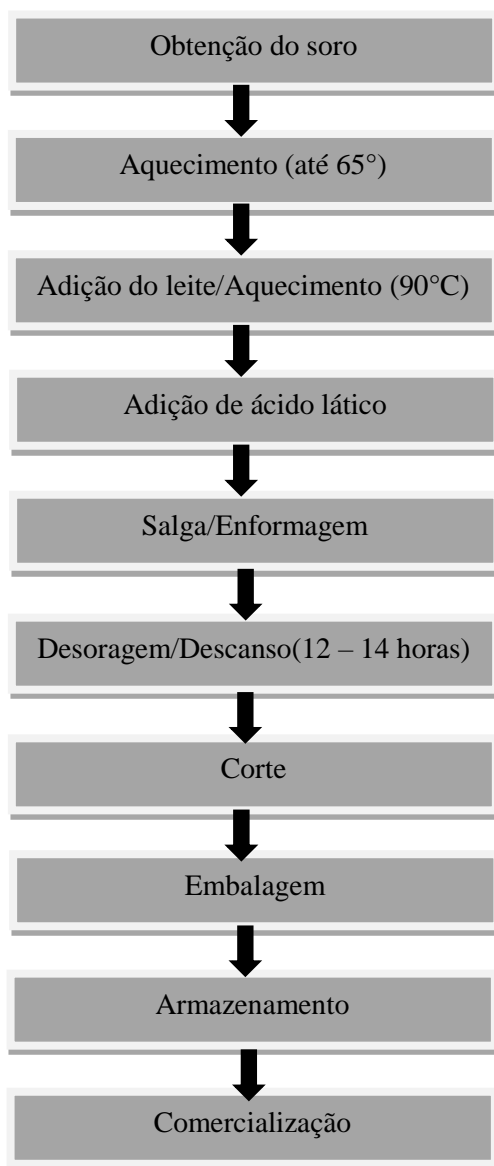 Obtenção do soro
Aquecimento (até 65°)
Adição do leite/Aquecimento (90°C)
Adição de ácido lático
Salga/Enformagem
Desoragem/Descanso(12 – 14 horas)
Corte
Embalagem
Armazenamento
Comercialização